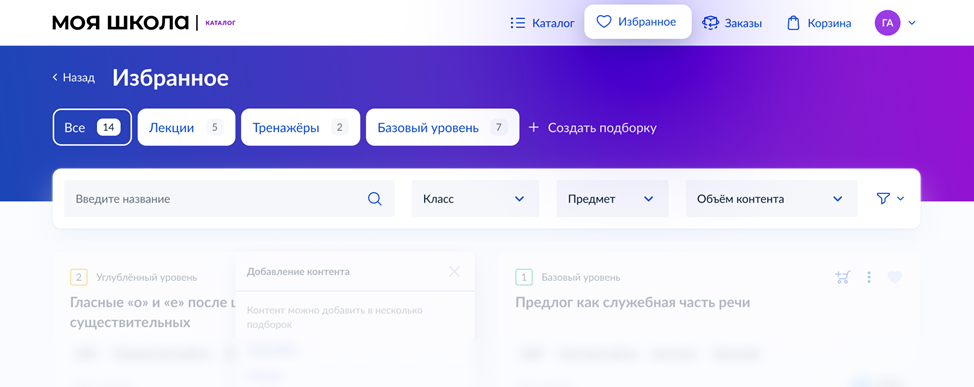 МОЯ ШКОЛА | КАТАЛОГ
Каталог
Избранное
Заказы
Корзина
ГА
Назад
Избранное
Все 14
Лекции 5
Тренажёры 2
Базовый уровень 7
+ Создать подборку
Введите название
Класс
Предмет
Объём контента
2 Углублённый уровень
Гласные «о» и «е» после
существительных
Добавление контента
Контент можно добавить в несколько
подборок
1 Базовый уровень
Предлог как служебная часть речи